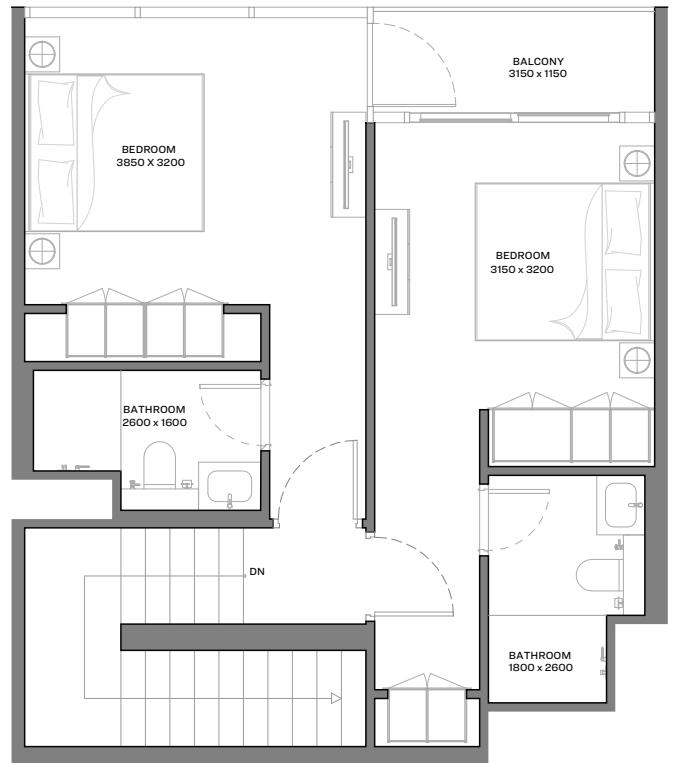 BALCONY
3150 x 1150
BEDROOM
3850 X 3200
BEDROOM
3150 x 3200
BATHROOM
2600 x 1600
DN
BATHROOM
1800 x 2600